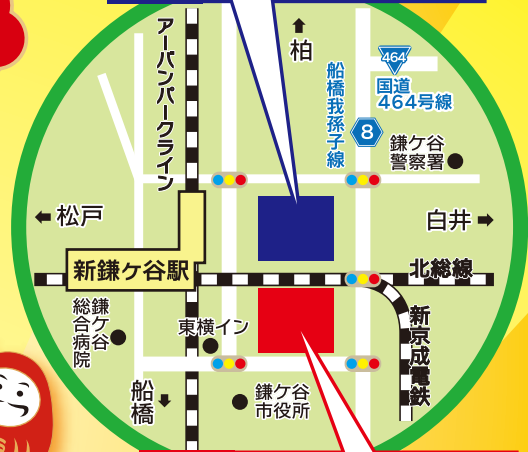 アーバンパークライン
柏
464
国道
464号線
船橋我孫子線
8
鎌ケ谷
警察署
松戸
白井
新鎌ヶ谷駅
北総線
鎌ケ谷
総合病院
東横イン
新京成電鉄
船橋
鎌ケ谷
市役所